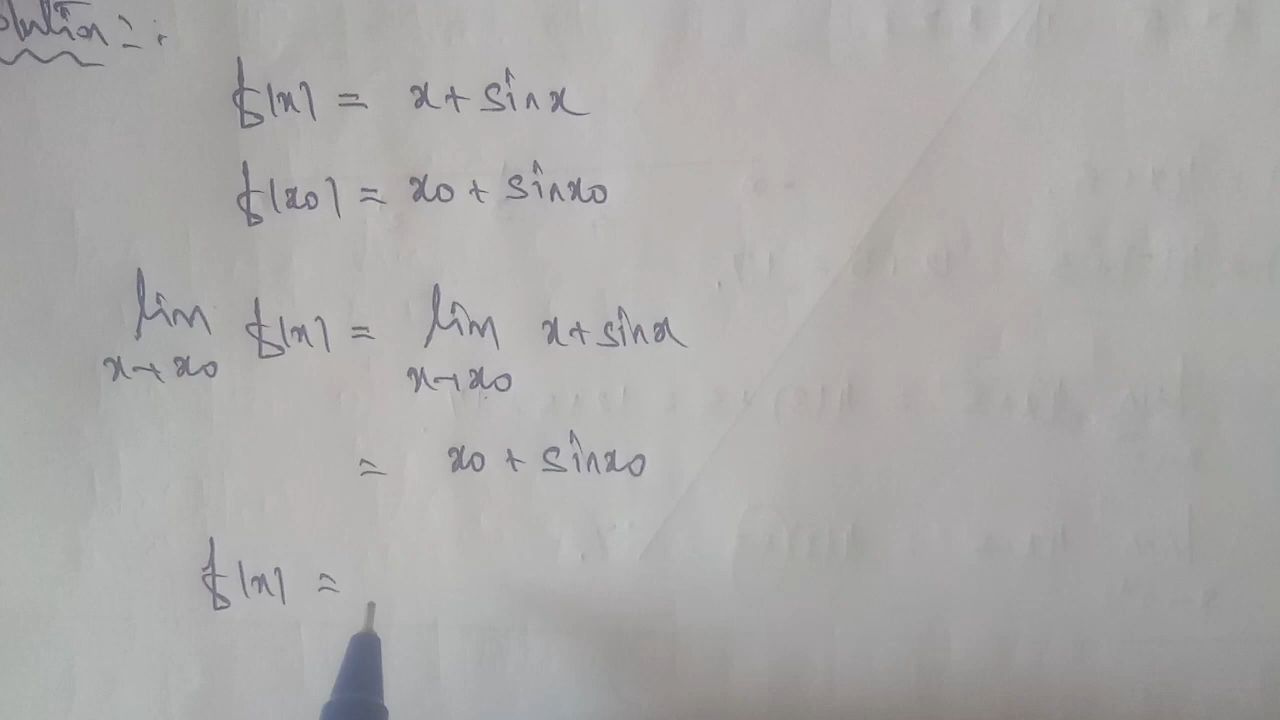 Solution :-
f(x) = x + sin x
f(x0) = x0 + sin x0
lim x→x0 f(x) = lim x→x0 x + sin x
= x0 + sin x0
f(x) =